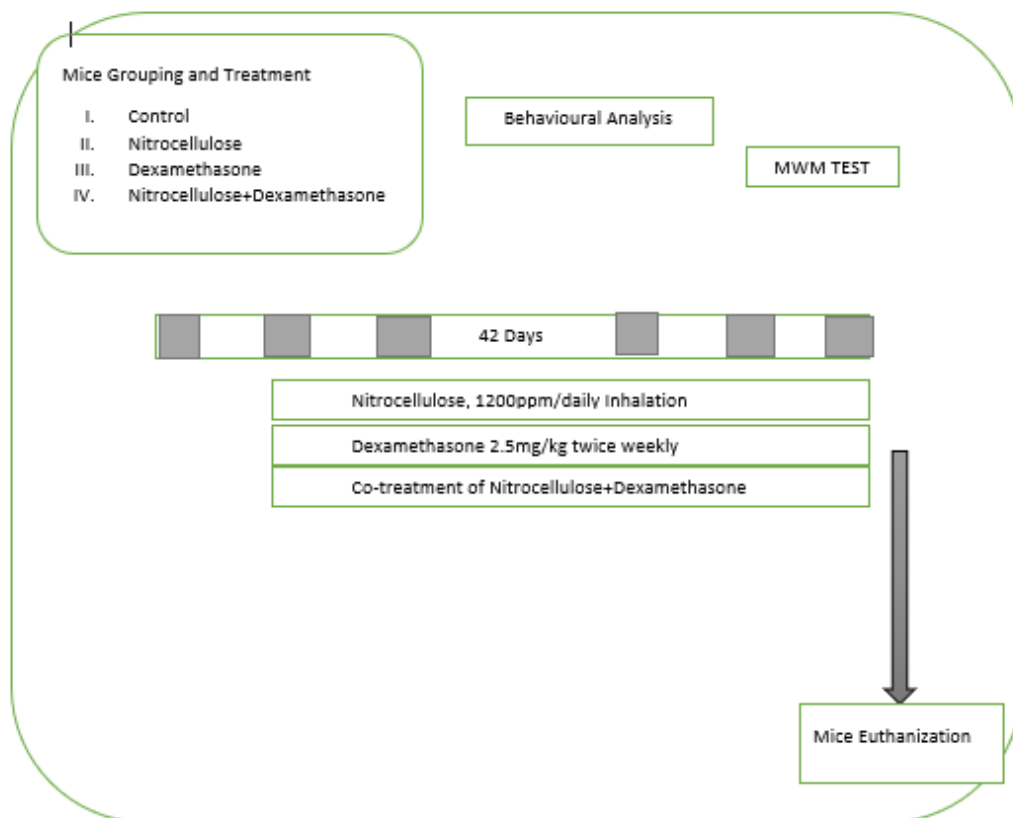 Mice Grouping and Treatment
I. Control
II. Nitrocellulose
III. Dexamethasone
IV. Nitrocellulose+Dexamethasone
Behavioural Analysis
MWM TEST
42 Days
Nitrocellulose, 1200ppm/daily Inhalation
Dexamethasone 2.5mg/kg twice weekly
Co-treatment of Nitrocellulose+Dexamethasone
Mice Euthanization